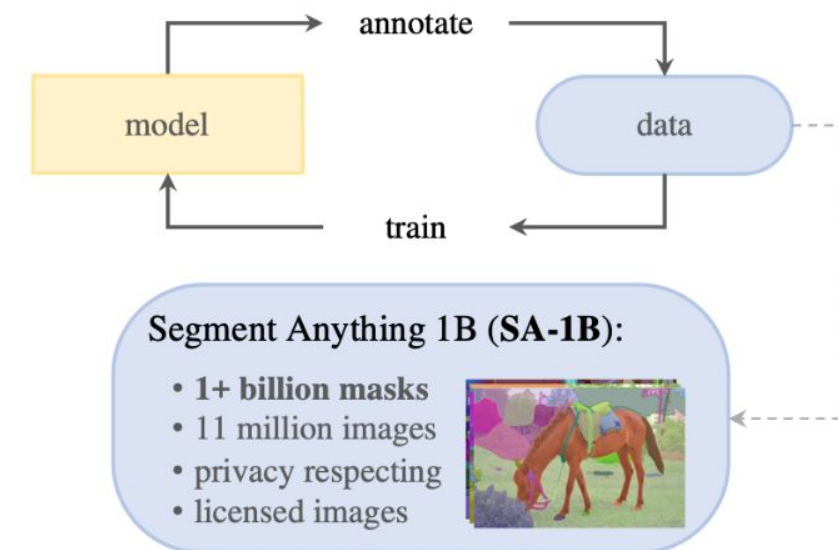 annotate
model
data
train
Segment Anything 1B (SA-1B):
• 1+ billion masks
• 11 million images
• privacy respecting
• licensed images